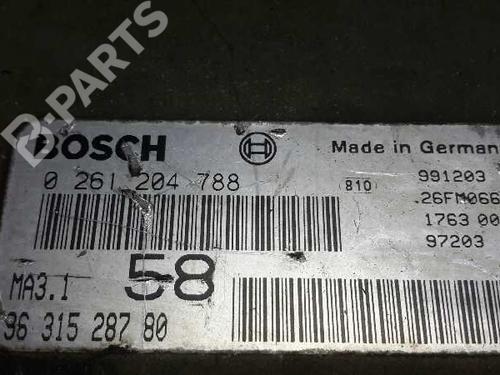 B-PARTS
BOSCH
Made in German
0 261 204 788
810
991203
26FM066
1763 00
97203
MA3.1
58
96 315 287 80